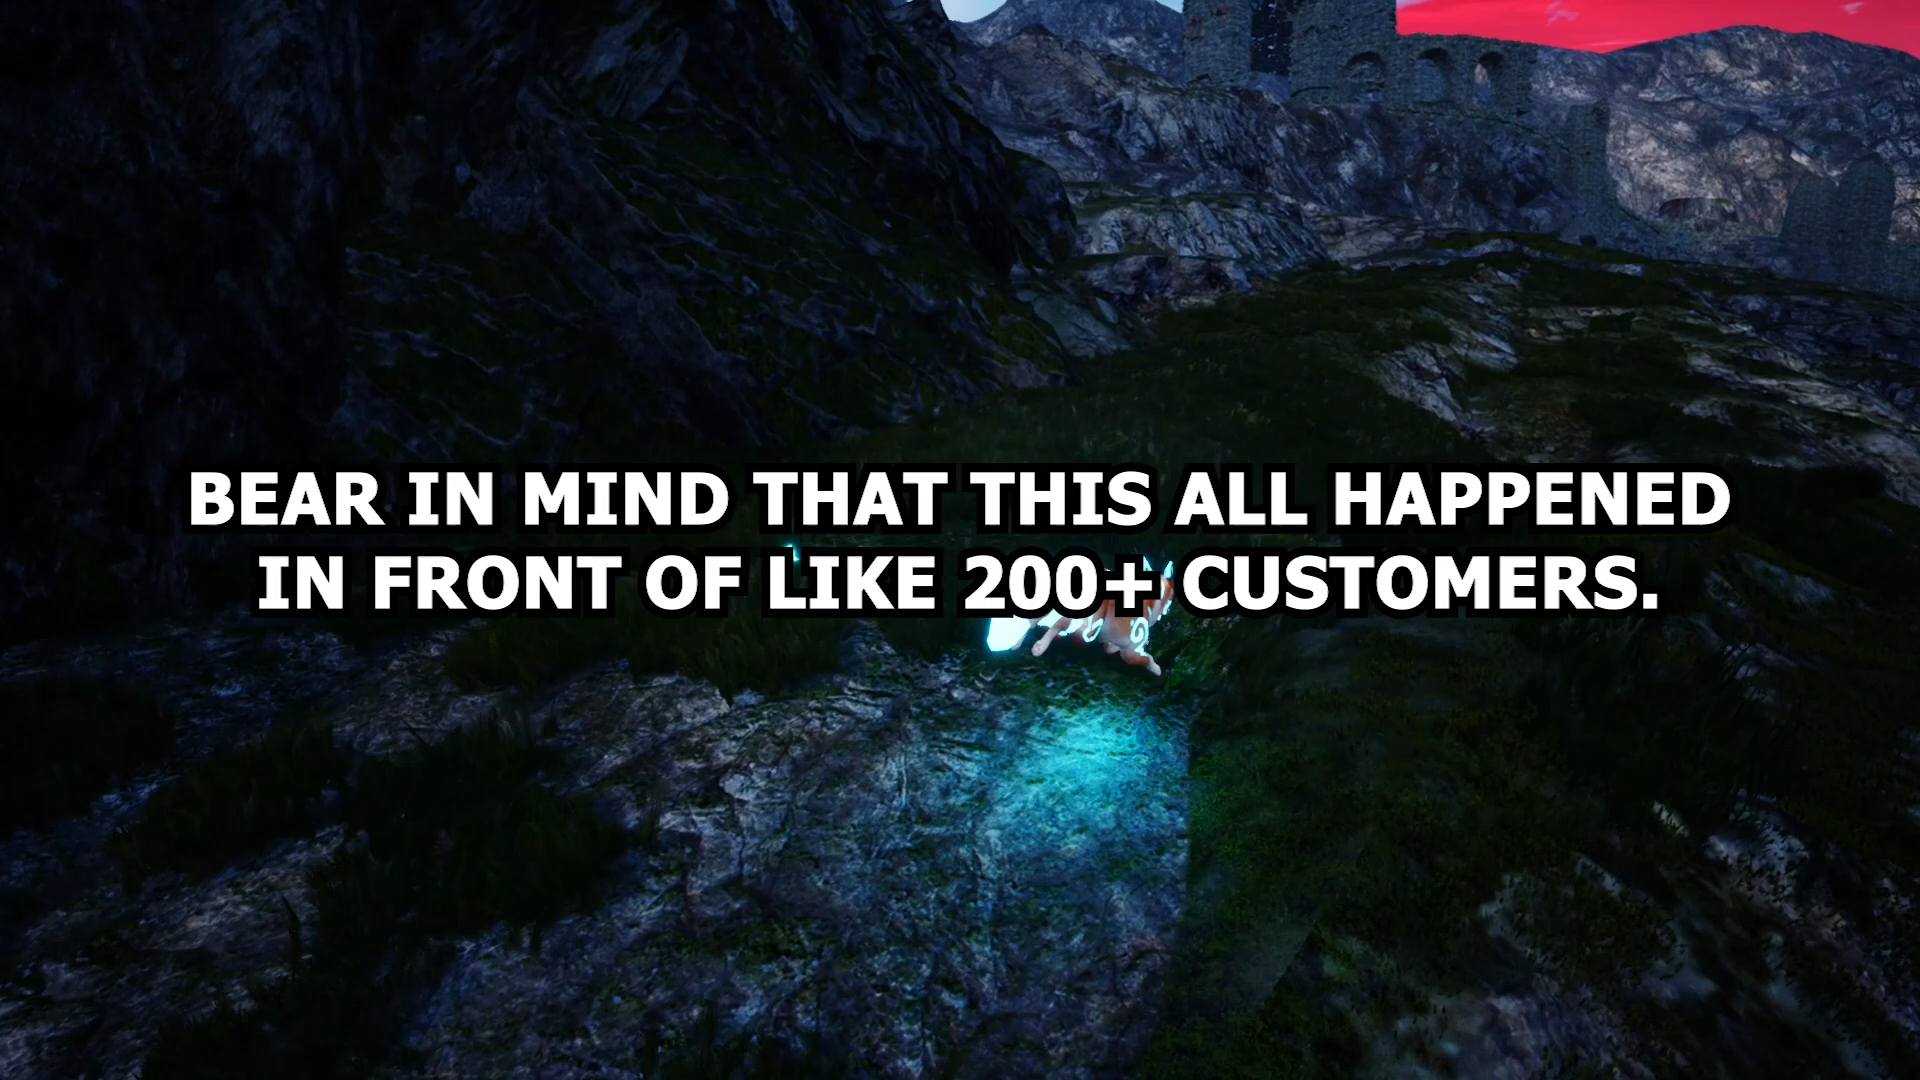 BEAR IN MIND THAT THIS ALL HAPPENED
IN FRONT OF LIKE 200+ CUSTOMERS.